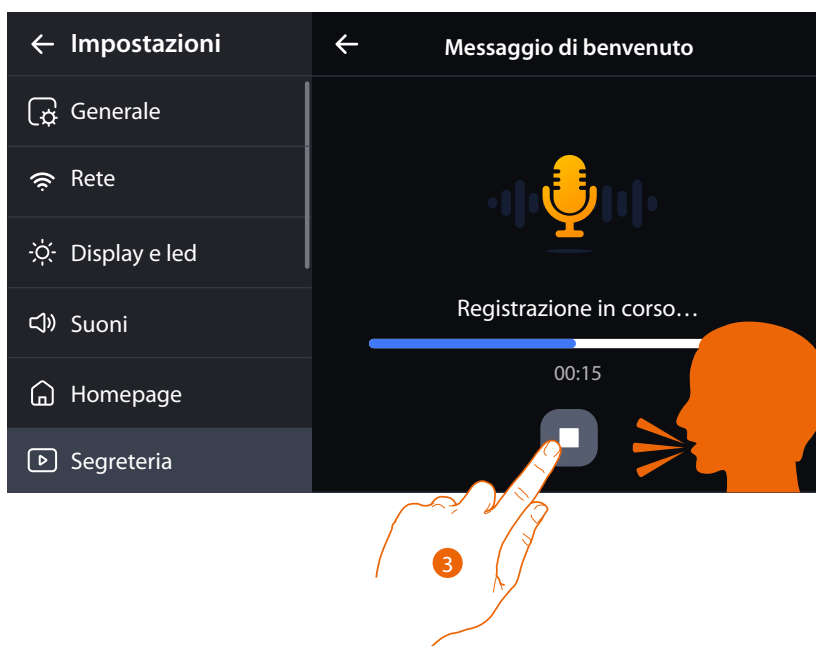 Impostazioni
Generale
Rete
Display e led
Suoni
Homepage
Segreteria
Messaggio di benvenuto
Registrazione in corso…
00:15
3